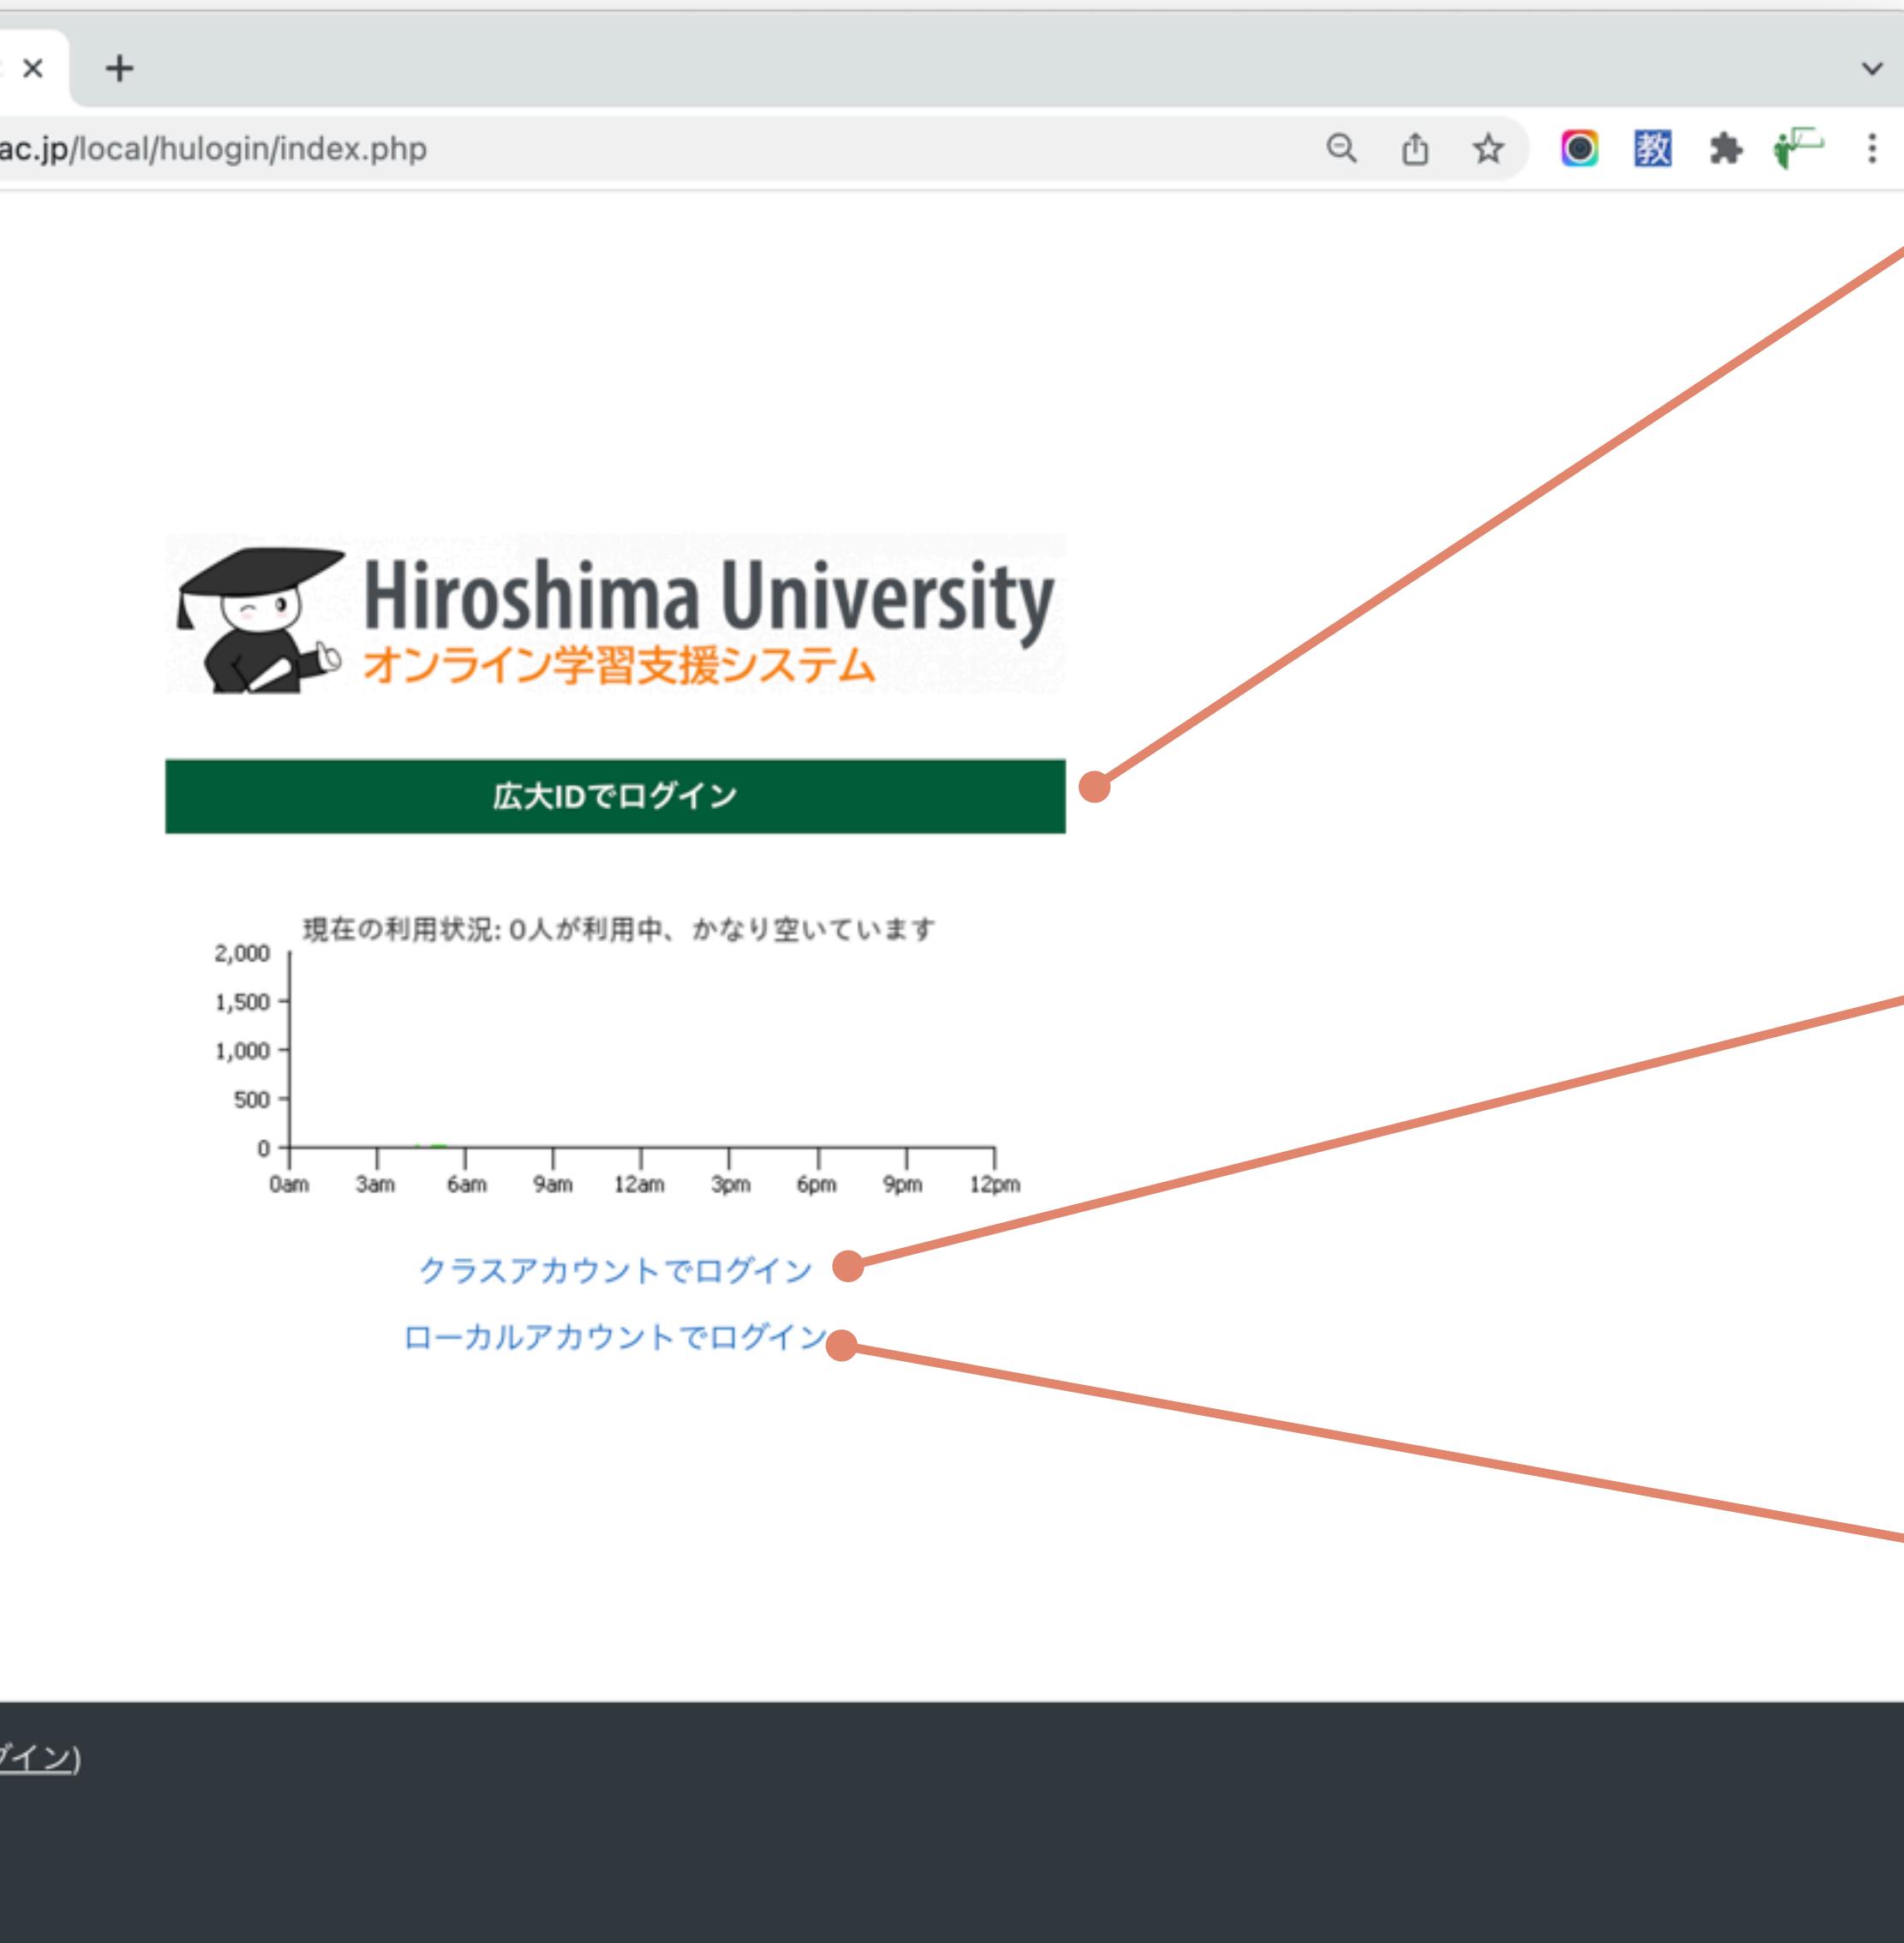 ac.jp/local/hulogin/index.php
教
Hiroshima University
オンライン学習支援システム
広大IDでログイン
現在の利用状況: 0人が利用中、かなり空いています
2,000
1,500
1,000
500
0
0am 3am 6am 9am 12am 3pm 6pm 9pm 12pm
クラスアカウントでログイン
ローカルアカウントでログイン
グイン)